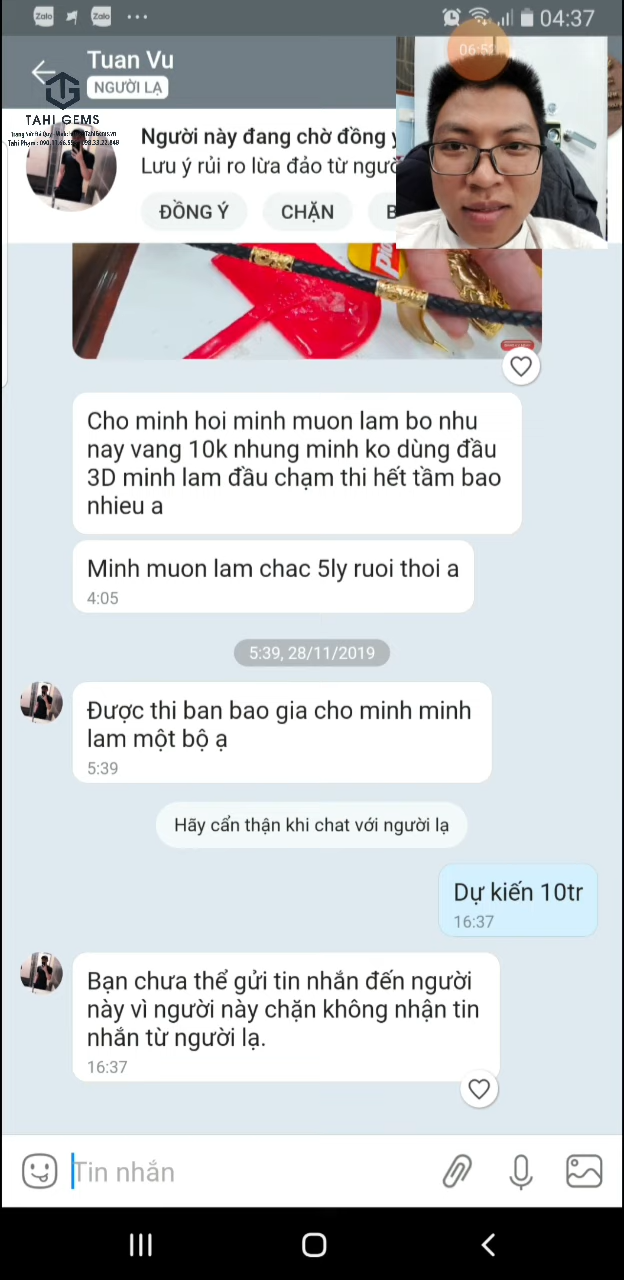 Zalo
Zalo
04:37
Tuan Vu
NGƯỜI LẠ
06:52
TAHI GEMS
Người này đang chờ đồng
Lưu ý rủi ro lừa đảo từ
ĐỒNG Ý
CHẶN
Cho minh hoi minh muon lam bo nhu
nay vang 10k nhung minh ko dùng đầu
3D minh lam đầu chạm thi hết tầm bao
nhieu a
Minh muon lam chac 5ly ruoi thoi a
4:05
5:39, 28/11/2019
Được thi ban bao gia cho minh minh
lam một bộ ạ
5:39
Hãy cẩn thận khi chat với người lạ
Dự kiến 10tr
16:37
Bạn chưa thể gửi tin nhắn đến người
này vì người này chặn không nhận tin
nhắn từ người lạ.
16:37
Tin nhắn